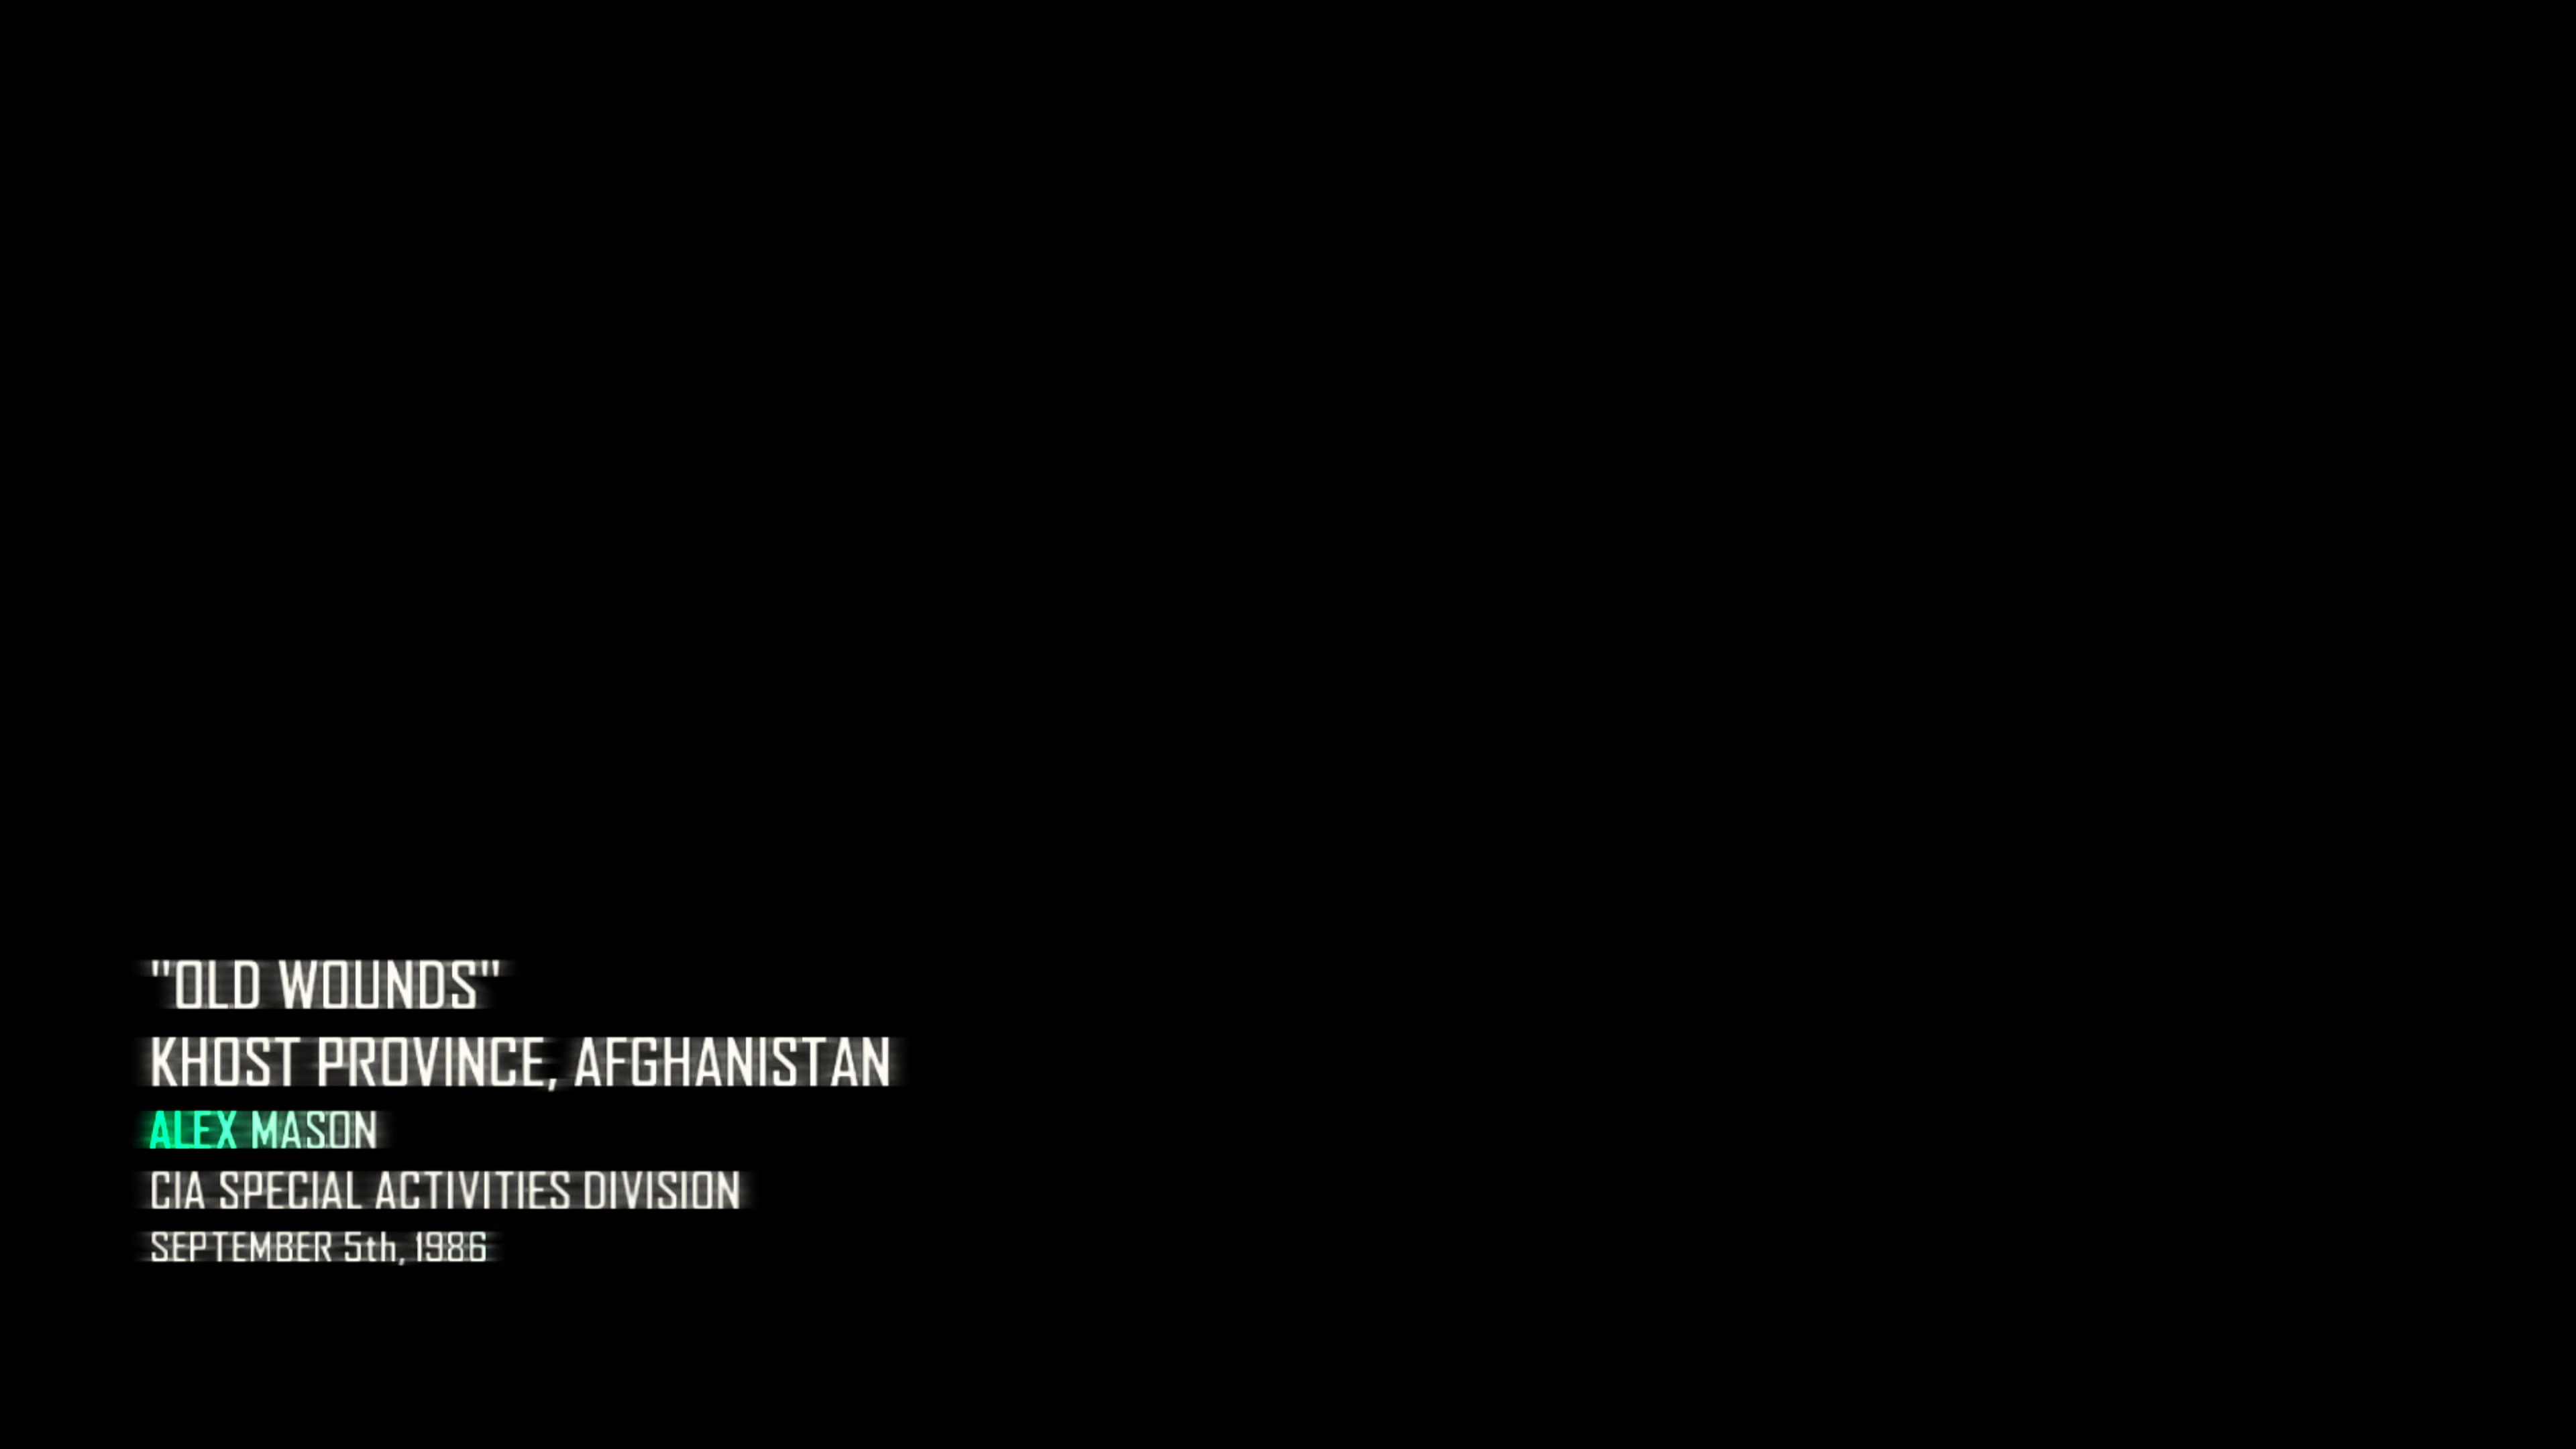 "OLD WOUNDS"
KHOST PROVINCE, AFGHANISTAN
ALEX MASON
CIA SPECIAL ACTIVITIES DIVISION
SEPTEMBER 5th, 1986